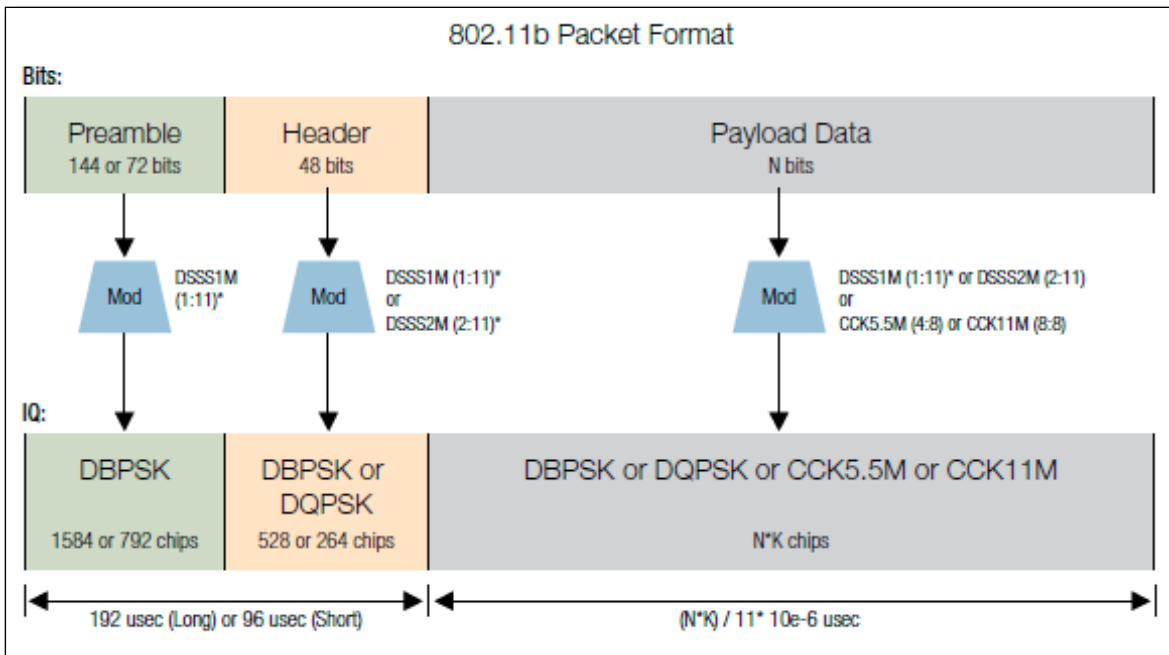 802.11b Packet Format
Bits:
Preamble
144 or 72 bits
Header
48 bits
Payload Data
N bits
Mod
DSSS1M
(1:11)*
Mod
DSSS1M (1:11)*
or
DSSS2M (2:11)*
Mod
DSSS1M (1:11)* or DSSS2M (2:11)
or
CCK5.5M (4:8) or CCK11M (8:8)
IQ:
DBPSK
1584 or 792 chips
DBPSK or
DQPSK
528 or 264 chips
DBPSK or DQPSK or CCK5.5M or CCK11M
N*K chips
192 usec (Long) or 96 usec (Short)
(N*K) / 11* 10e-6 usec